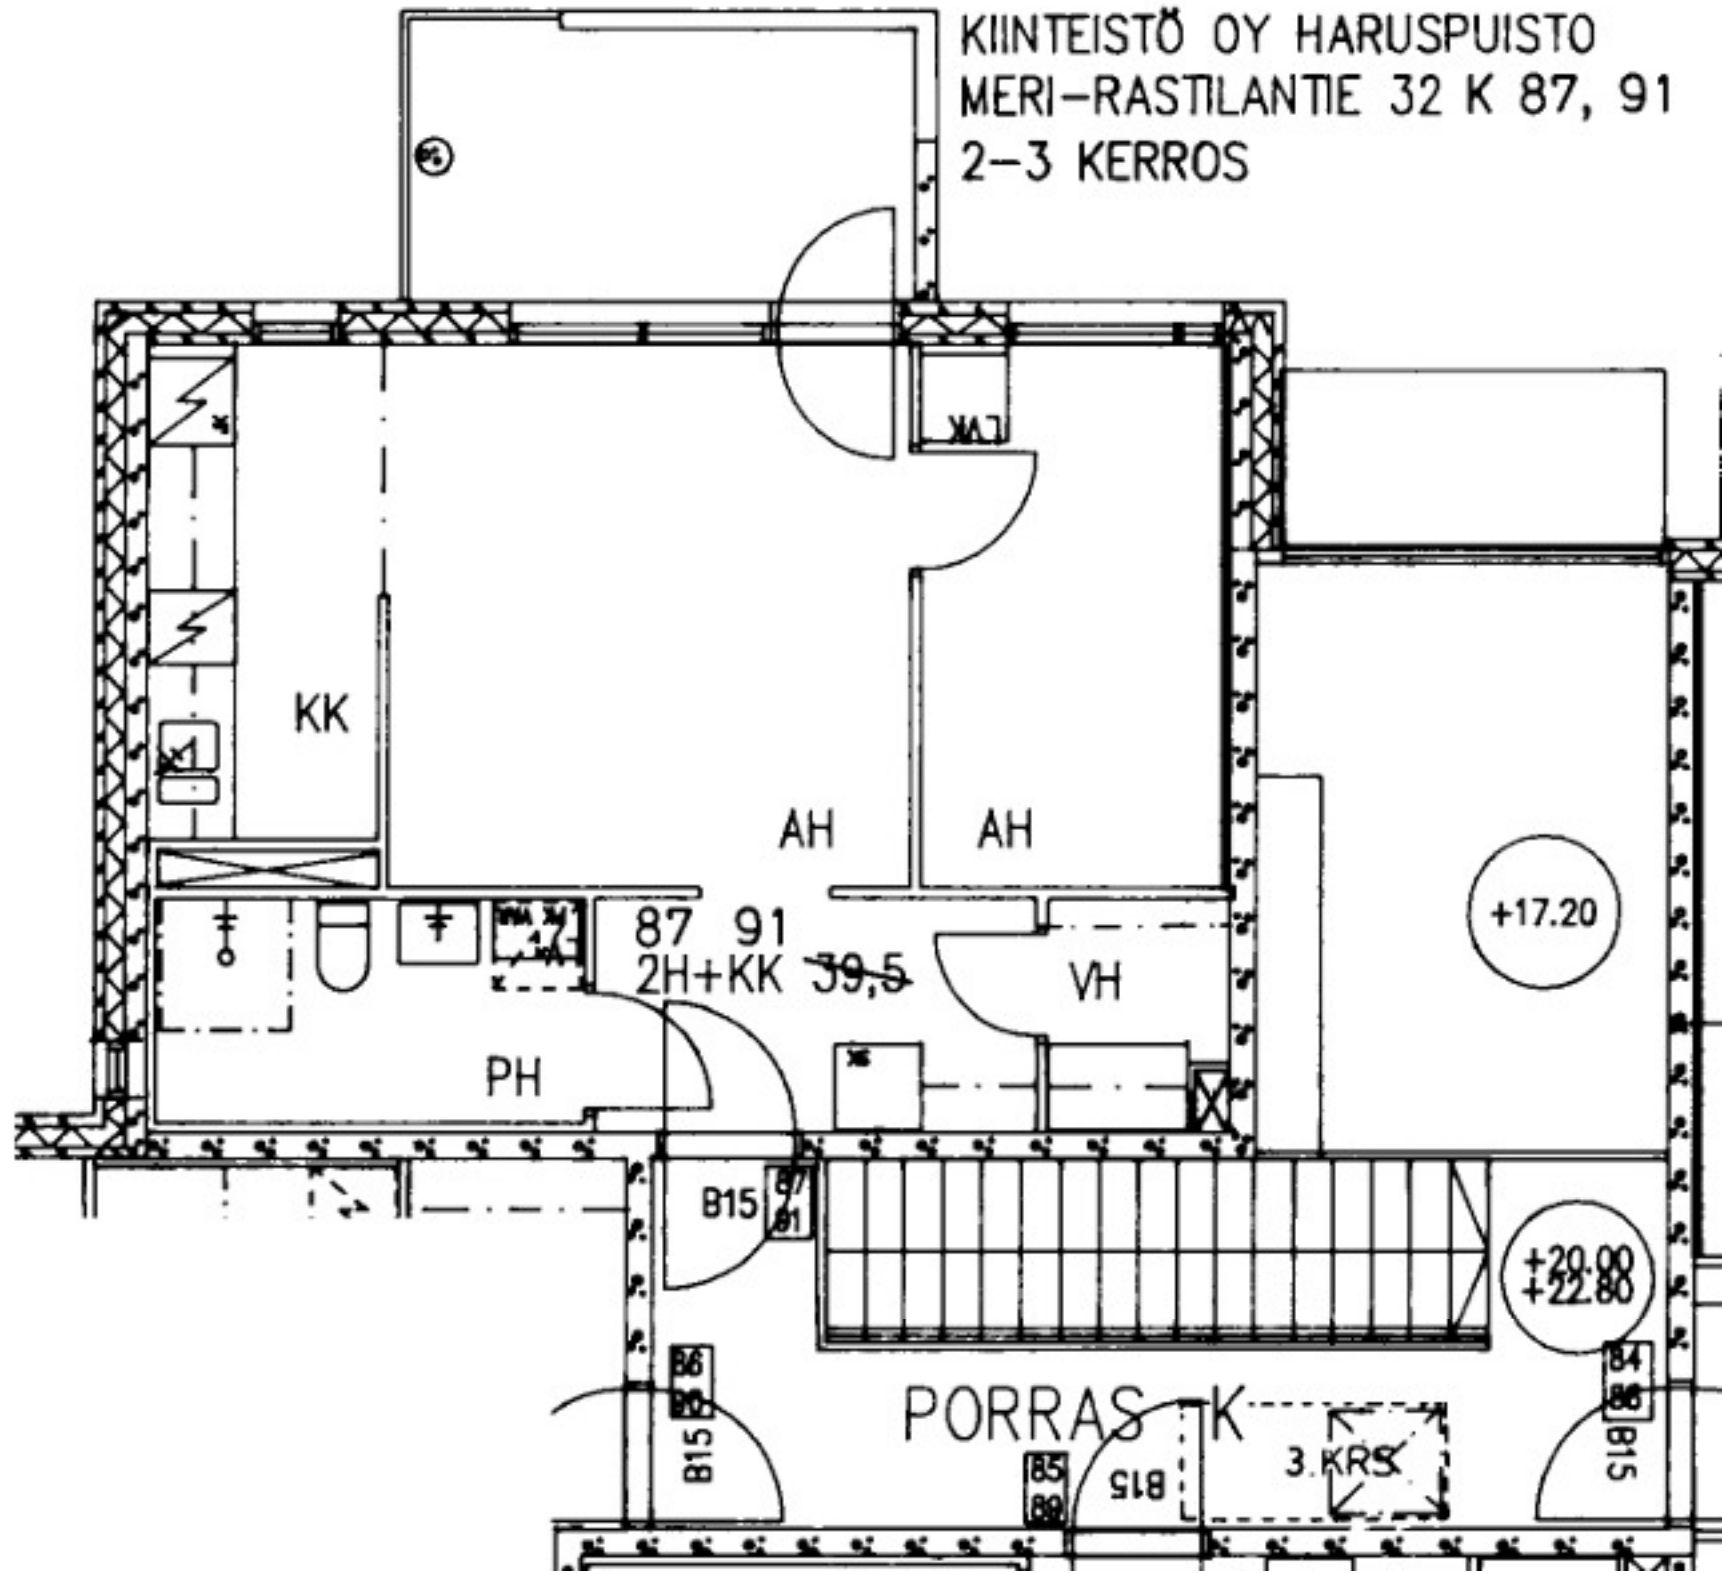 KIINTEISTÖ OY HARUSPUISTO
MERI-RASTILANTIE 32 K 87, 91
2-3 KERROS
JK
LVK
KK
AH
AH
87 91
2H+KK 39,5
VH
PH
+17.20
B15
87
91
+20.00
+22.80
86
90
B15
PORRAS K
3.KRS
85
89
B15
84
88
B15